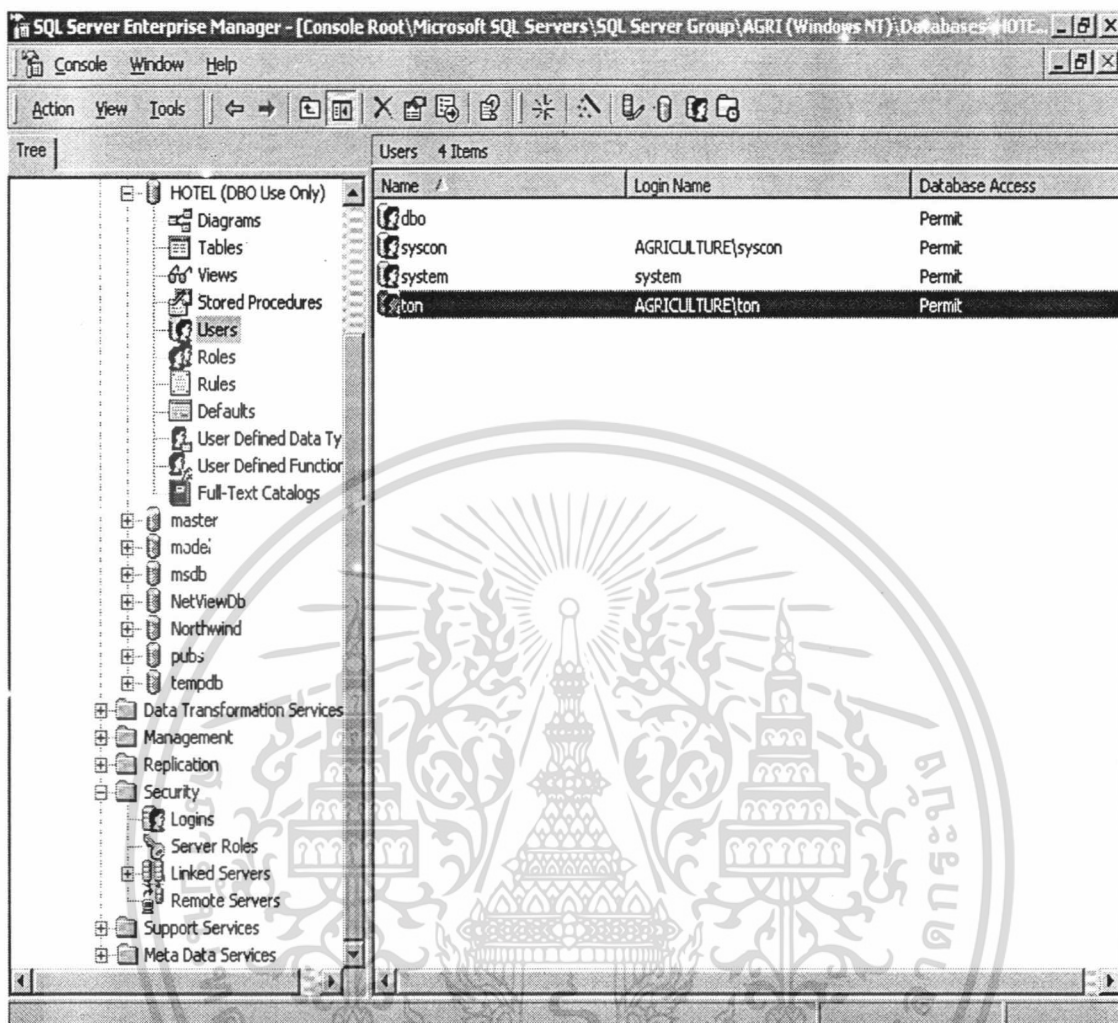 SQL Server Enterprise Manager - [Console Root\Microsoft SQL Servers\SQL Server Group\AGRI (Windows NT)\Databases\HOTE...
Console Window Help
Action View Tools
Tree
Users 4 Items
HOTEL (DBO Use Only)
Diagrams
Tables
Views
Stored Procedures
Users
Roles
Rules
Defaults
User Defined Data Ty
User Defined Function
Full-Text Catalogs
master
model
msdb
NetViewDb
Northwind
pubs
tempdb
Data Transformation Services
Management
Replication
Security
Logins
Server Roles
Linked Servers
Remote Servers
Support Services
Meta Data Services
Name Login Name Database Access
dbo Permit
syscon AGRICULTURE\syscon Permit
system system Permit
ton AGRICULTURE\ton Permit